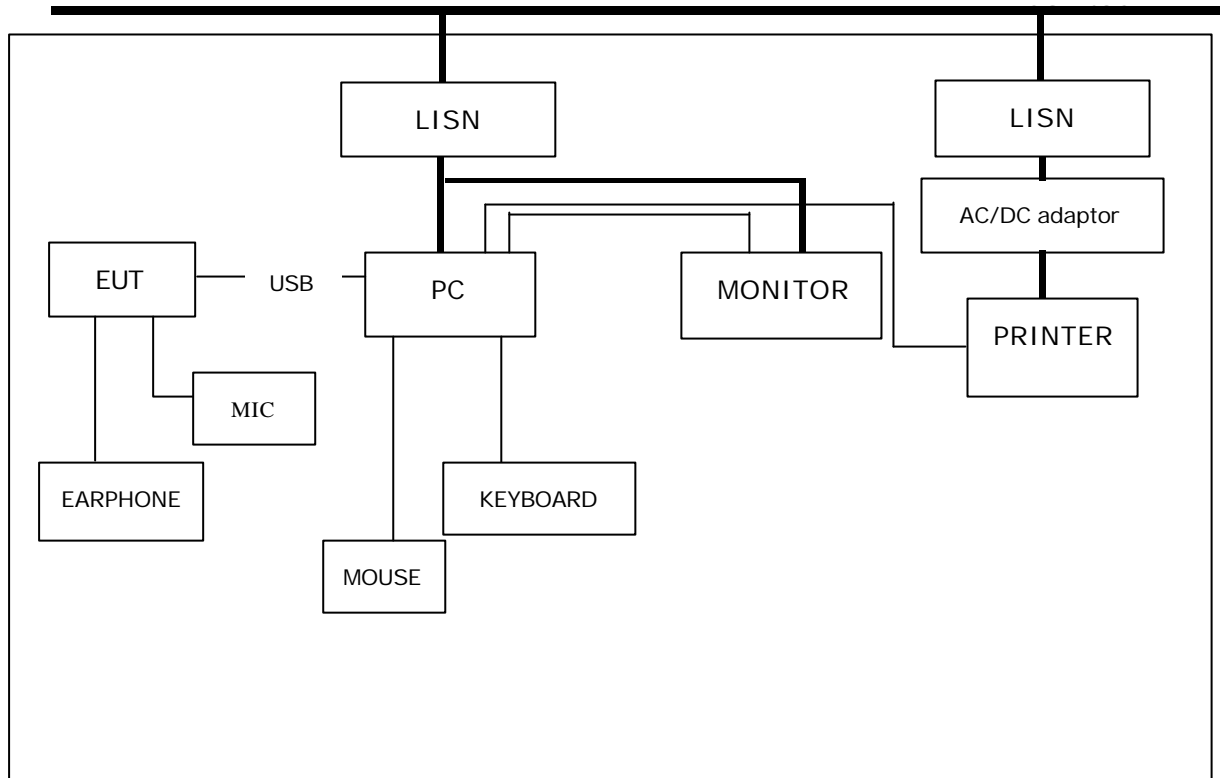 LISN
LISN
AC/DC adaptor
EUT
USB
PC
MONITOR
PRINTER
MIC
EARPHONE
KEYBOARD
MOUSE